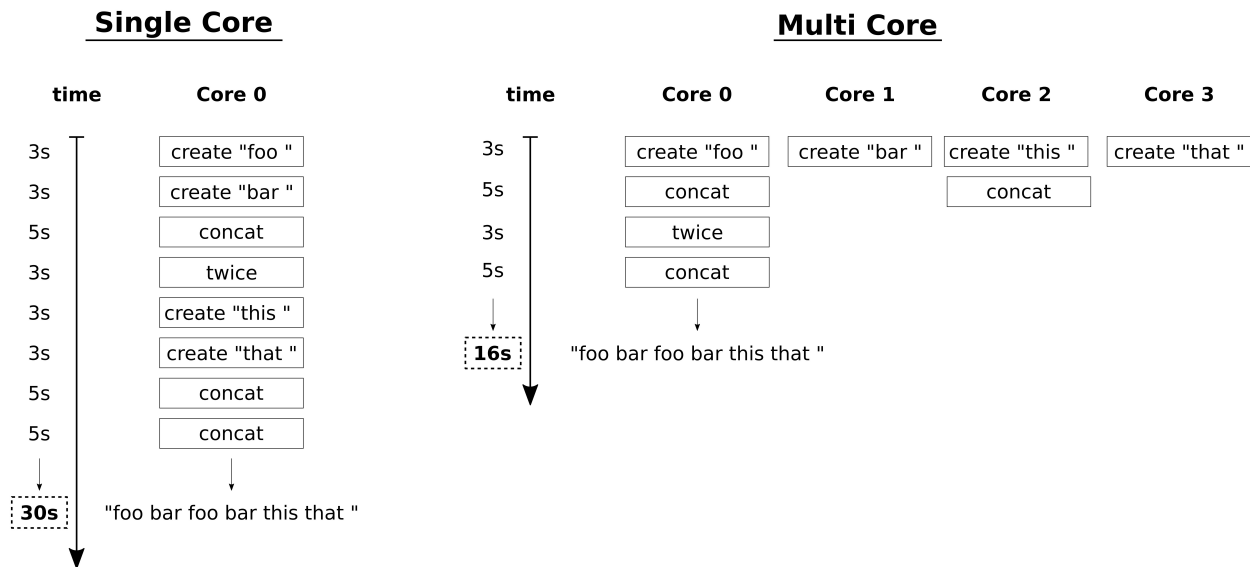 Single Core
time Core 0
3s create "foo "
3s create "bar "
5s concat
3s twice
3s create "this "
3s create "that "
5s concat
5s concat
30s "foo bar foo bar this that "
Multi Core
time Core 0 Core 1 Core 2 Core 3
3s create "foo " create "bar " create "this " create "that "
5s concat concat
3s twice
5s concat
16s "foo bar foo bar this that "